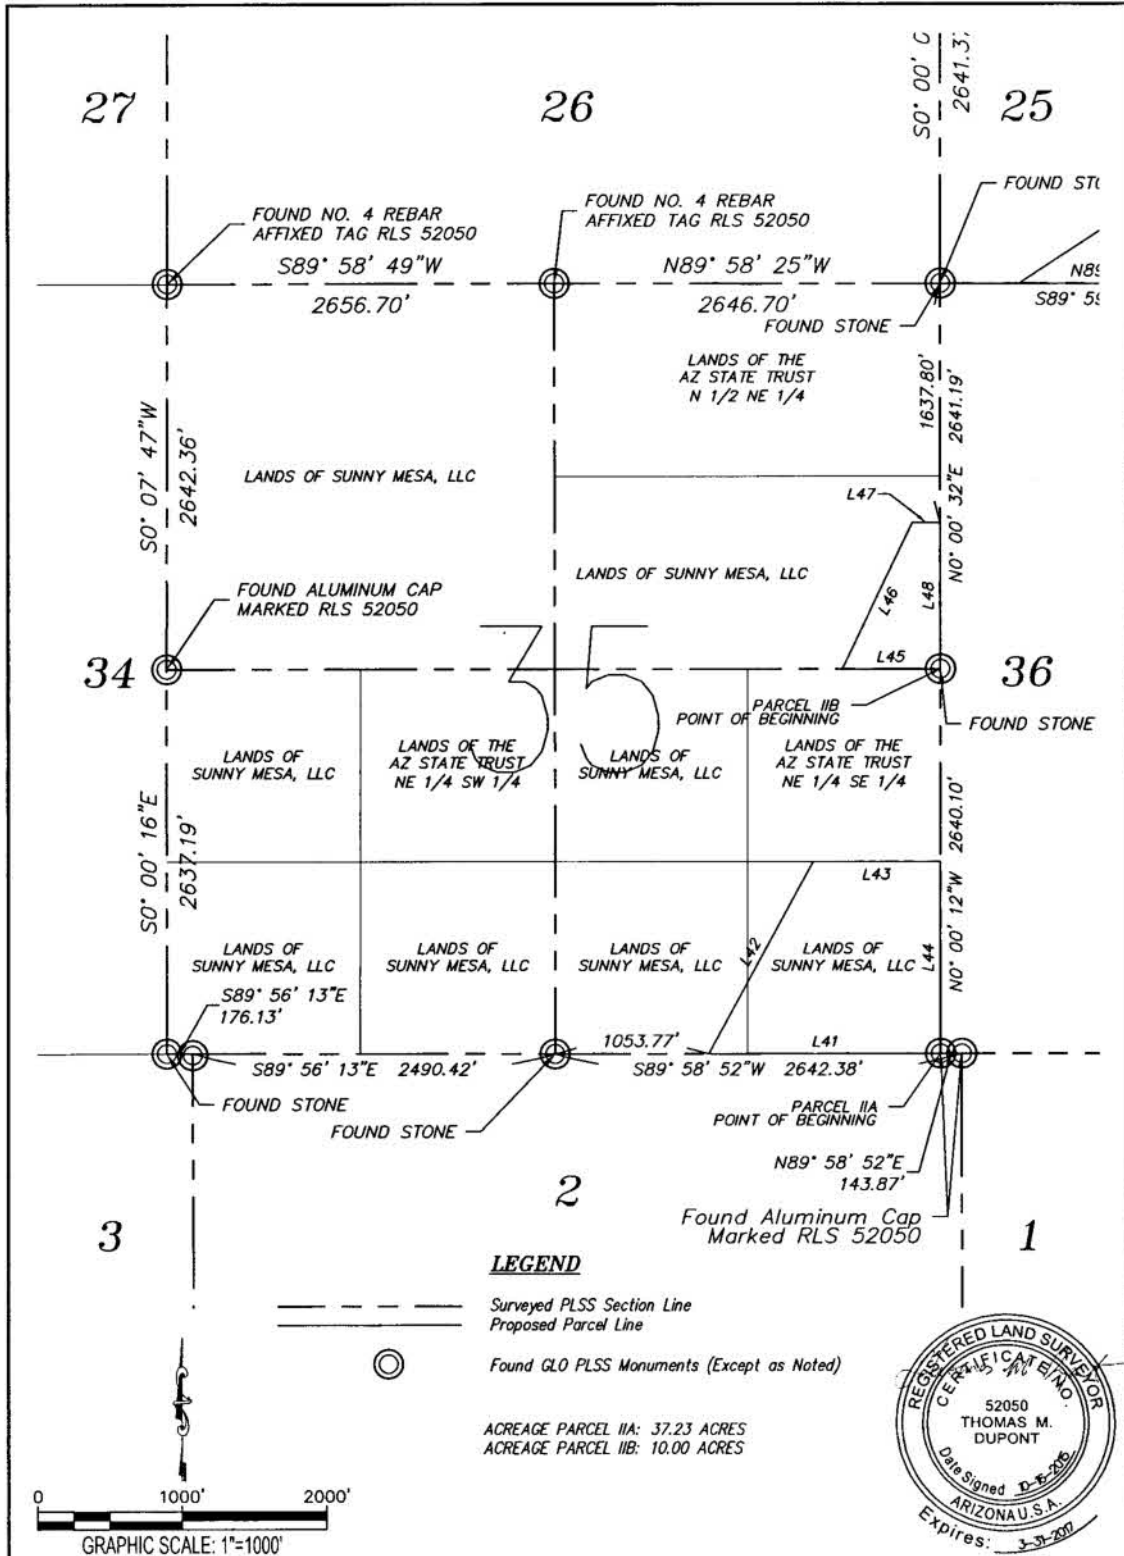 27
26
25
S0° 00' 
2641.3
FOUND NO. 4 REBAR
AFFIXED TAG RLS 52050
FOUND NO. 4 REBAR
AFFIXED TAG RLS 52050
FOUND
S89° 58' 49"W
2656.70'
N89° 58' 25"W
2646.70'
FOUND STONE
S89° 5
LANDS OF THE
AZ STATE TRUST
N 1/2 NE 1/4
1637.80'
2641.19'
N0° 00' 32"E
S0° 07' 47"W
2642.36'
LANDS OF SUNNY MESA, LLC
L47
LANDS OF SUNNY MESA, LLC
L46
L48
L45
FOUND ALUMINUM CAP
MARKED RLS 52050
34
35
36
PARCEL IIB
POINT OF BEGINNING
FOUND STONE
LANDS OF
SUNNY MESA, LLC
LANDS OF THE
AZ STATE TRUST
NE 1/4 SW 1/4
LANDS OF
SUNNY MESA, LLC
LANDS OF THE
AZ STATE TRUST
NE 1/4 SE 1/4
S0° 00' 16"E
2637.19'
2640.10'
N0° 00' 12"W
L43
L42
L44
LANDS OF
SUNNY MESA, LLC
LANDS OF
SUNNY MESA, LLC
LANDS OF
SUNNY MESA, LLC
LANDS OF
SUNNY MESA, LLC
S89° 56' 13"E
176.13'
S89° 56' 13"E 2490.42'
1053.77'
L41
S89° 58' 52"W 2642.38'
FOUND STONE
FOUND STONE
PARCEL IIA
POINT OF BEGINNING
N89° 58' 52"E
143.87'
Found Aluminum Cap
Marked RLS 52050
3
2
1
LEGEND
Surveyed PLSS Section Line
Proposed Parcel Line
Found GLO PLSS Monuments (Except as Noted)
ACREAGE PARCEL IIA: 37.23 ACRES
ACREAGE PARCEL IIB: 10.00 ACRES
0 1000' 2000'
GRAPHIC SCALE: 1"=1000'
REGISTERED LAND SURVEYOR
CERTIFICATE NO.
52050
THOMAS M.
DUPONT
Date Signed
ARIZONA U.S.A.
Expires: 3-31-2017